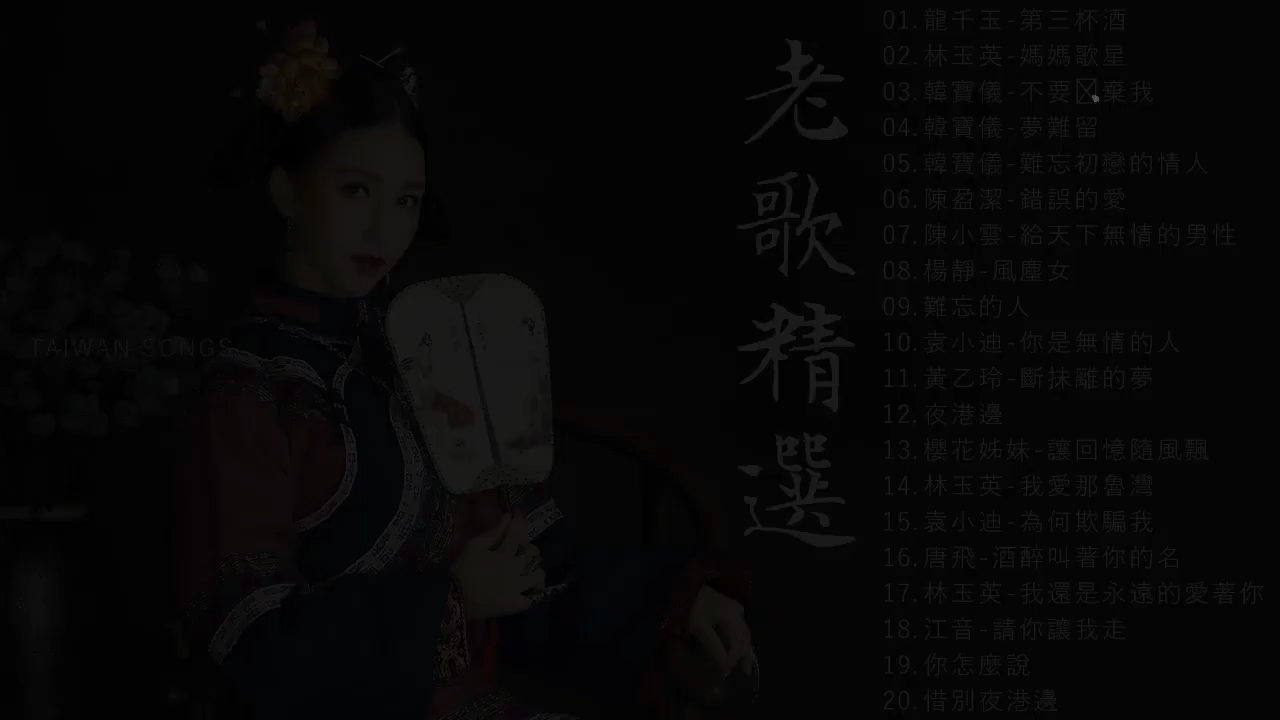 TAIWAN SONGS
老歌精選
01.龍千玉-第三杯酒
02.林玉英-媽媽歌星
03.韓寶儀-不要棄我
04.韓寶儀-夢難留
05.韓寶儀-難忘初戀的情人
06.陳盈潔-錯誤的愛
07.陳小雲-給天下無情的男性
08.楊靜-風塵女
09.難忘的人
10.袁小迪-你是無情的人
11.黃乙玲-斷抹離的夢
12.夜港邊
13.櫻花姊妹-讓回憶隨風飄
14.林玉英-我愛那魯灣
15.袁小迪-為何欺騙我
16.唐飛-酒醉叫著你的名
17.林玉英-我還是永遠的愛著你
18.江音-請你讓我走
19.你怎麼說
20.惜別夜港邊